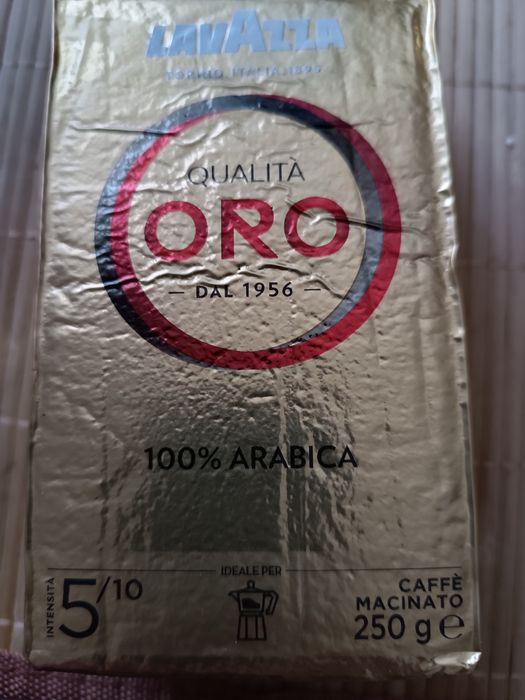 LAVAZZA
TORINO, ITALIA, 1895
QUALITÀ
ORO
DAL 1956
100% ARABICA
IDEALE PER
INTENSITÀ
5/10
CAFFÈ
MACINATO
250 g ℮